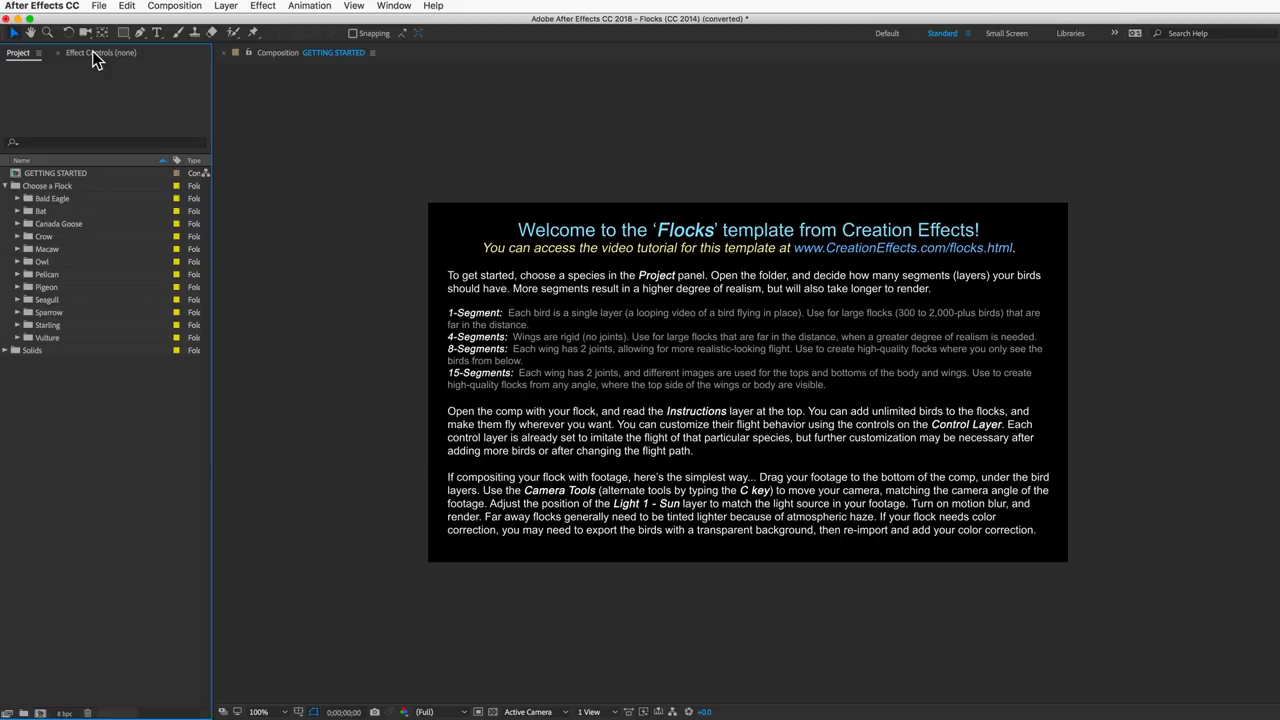 After Effects CC File Edit Composition Layer Effect Animation View Window Help
Adobe After Effects CC 2018 - Flocks (CC 2014) (converted) *
Snapping Default Standard Small Screen Libraries >> Search Help
Project Effect Controls (none) Composition GETTING STARTED
Name Type
GETTING STARTED
Choose a Flock Fol
Bald Eagle Fol
Bat Fol
Canada Goose Fol
Crow Fol
Macaw Fol
Owl Fol
Pelican Fol
Pigeon Fol
Seagull Fol
Sparrow Fol
Starling Fol
Vulture Fol
Solids Fol
Welcome to the ‘Flocks’ template from Creation Effects!
You can access the video tutorial for this template at www.CreationEffects.com/flocks.html.
To get started, choose a species in the Project panel. Open the folder, and decide how many segments (layers) your birds
should have. More segments result in a higher degree of realism, but will also take longer to render.
1-Segment: Each bird is a single layer (a looping video of a bird flying in place). Use for large flocks (300 to 2,000-plus birds) that are
far in the distance.
4-Segments: Wings are rigid (no joints). Use for large flocks that are far in the distance, when a greater degree of realism is needed.
8-Segments: Each wing has 2 joints, allowing for more realistic-looking flight. Use to create high-quality flocks where you only see the
birds from below.
15-Segments: Each wing has 2 joints, and different images are used for the tops and bottoms of the body and wings. Use to create
high-quality flocks from any angle, where the top side of the wings or body are visible.
Open the comp with your flock, and read the Instructions layer at the top. You can add unlimited birds to the flocks, and
make them fly wherever you want. You can customize their flight behavior using the controls on the Control Layer. Each
control layer is already set to imitate the flight of that particular species, but further customization may be necessary after
adding more birds or after changing the flight path.
If compositing your flock with footage, here's the simplest way... Drag your footage to the bottom of the comp, under the bird
layers. Use the Camera Tools (alternate tools by typing the C key) to move your camera, matching the camera angle of the
footage. Adjust the position of the Light 1 - Sun layer to match the light source in your footage. Turn on motion blur, and
render. Far away flocks generally need to be tinted lighter because of atmospheric haze. If your flock needs color
correction, you may need to export the birds with a transparent background, then re-import and add your color correction.
8 bpc 100% 0;00;00;00 (Full) Active Camera 1 View +0.0